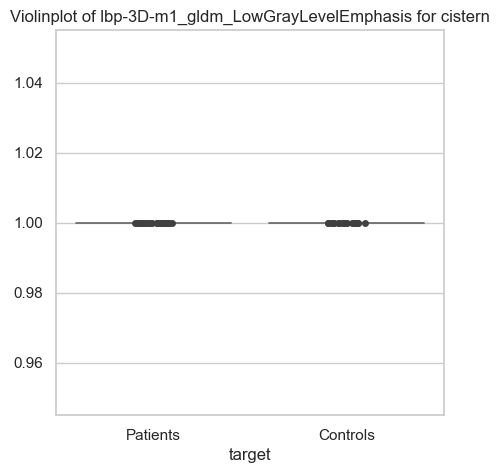 Violinplot of lbp-3D-m1_gldm_LowGrayLevelEmphasis for cistern
1.04
1.02
1.00
0.98
0.96
Patients Controls
target